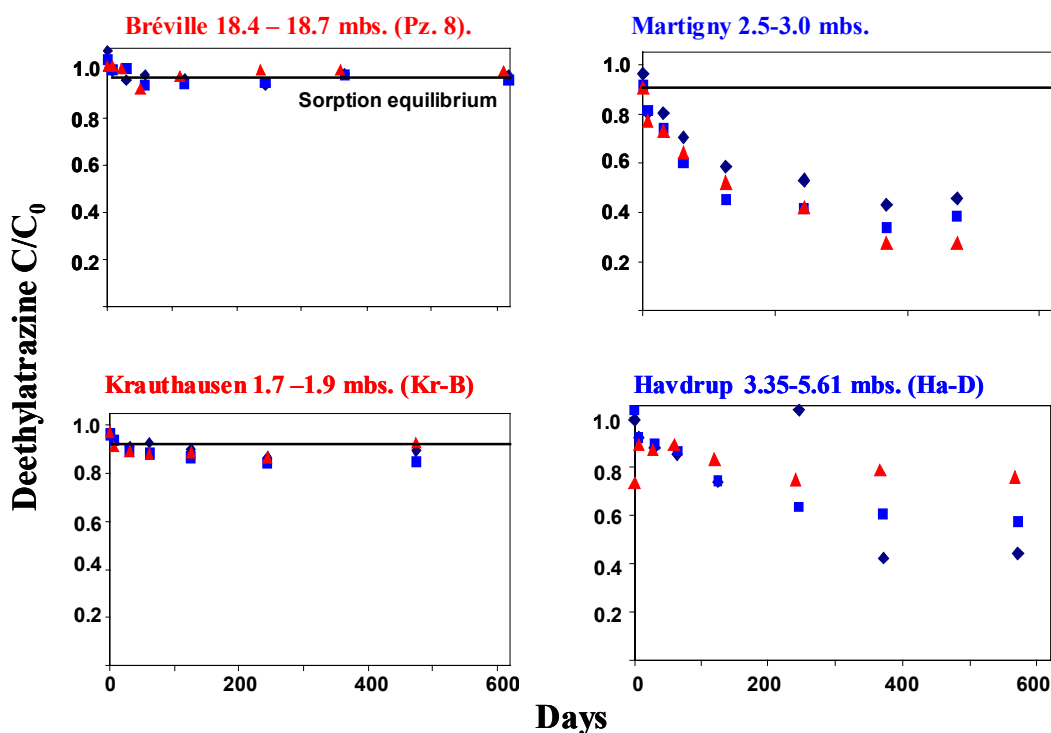 Bréville 18.4 – 18.7 mbs. (Pz. 8).
1.0
0.8
0.6
0.4
0.2
Sorption equilibrium
Martigny 2.5-3.0 mbs.
1.0
0.8
0.6
0.4
0.2
Deethylatrazine C/C0
Krauthausen 1.7 –1.9 mbs. (Kr-B)
1.0
0.8
0.6
0.4
0.2
0 200 400 600
Havdrup 3.35-5.61 mbs. (Ha-D)
1.0
0.8
0.6
0.4
0.2
0 200 400 600
Days